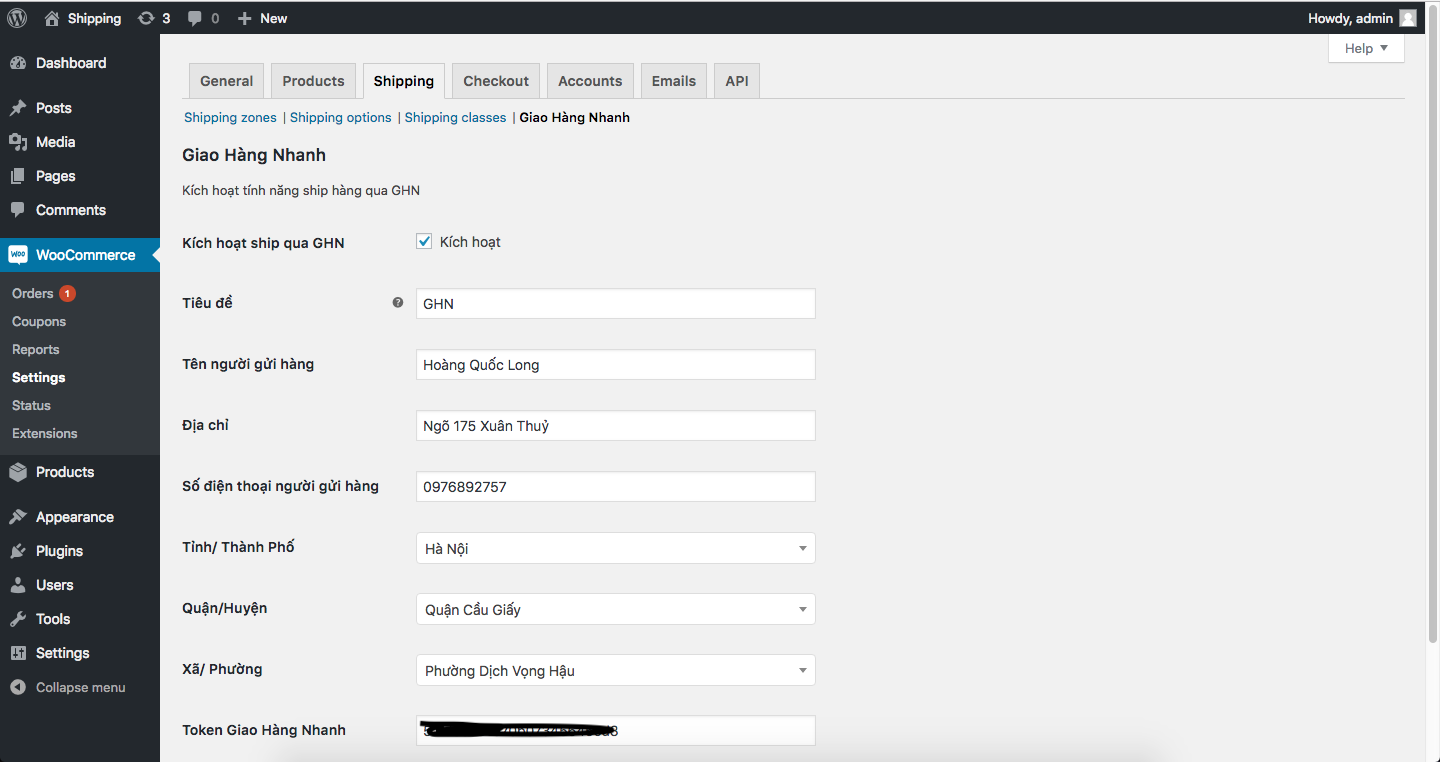 Shipping 3 0 New Howdy, admin
Help
Dashboard
Posts
Media
Pages
Comments
WooCommerce
Orders 1
Coupons
Reports
Settings
Status
Extensions
Products
Appearance
Plugins
Users
Tools
Settings
Collapse menu
General Products Shipping Checkout Accounts Emails API
Shipping zones | Shipping options | Shipping classes | Giao Hàng Nhanh
Giao Hàng Nhanh
Kích hoạt tính năng ship hàng qua GHN
Kích hoạt ship qua GHN Kích hoạt
Tiêu đề GHN
Tên người gửi hàng Hoàng Quốc Long
Địa chỉ Ngõ 175 Xuân Thuỷ
Số điện thoại người gửi hàng 0976892757
Tỉnh/ Thành Phố Hà Nội
Quận/Huyện Quận Cầu Giấy
Xã/ Phường Phường Dịch Vọng Hậu
Token Giao Hàng Nhanh